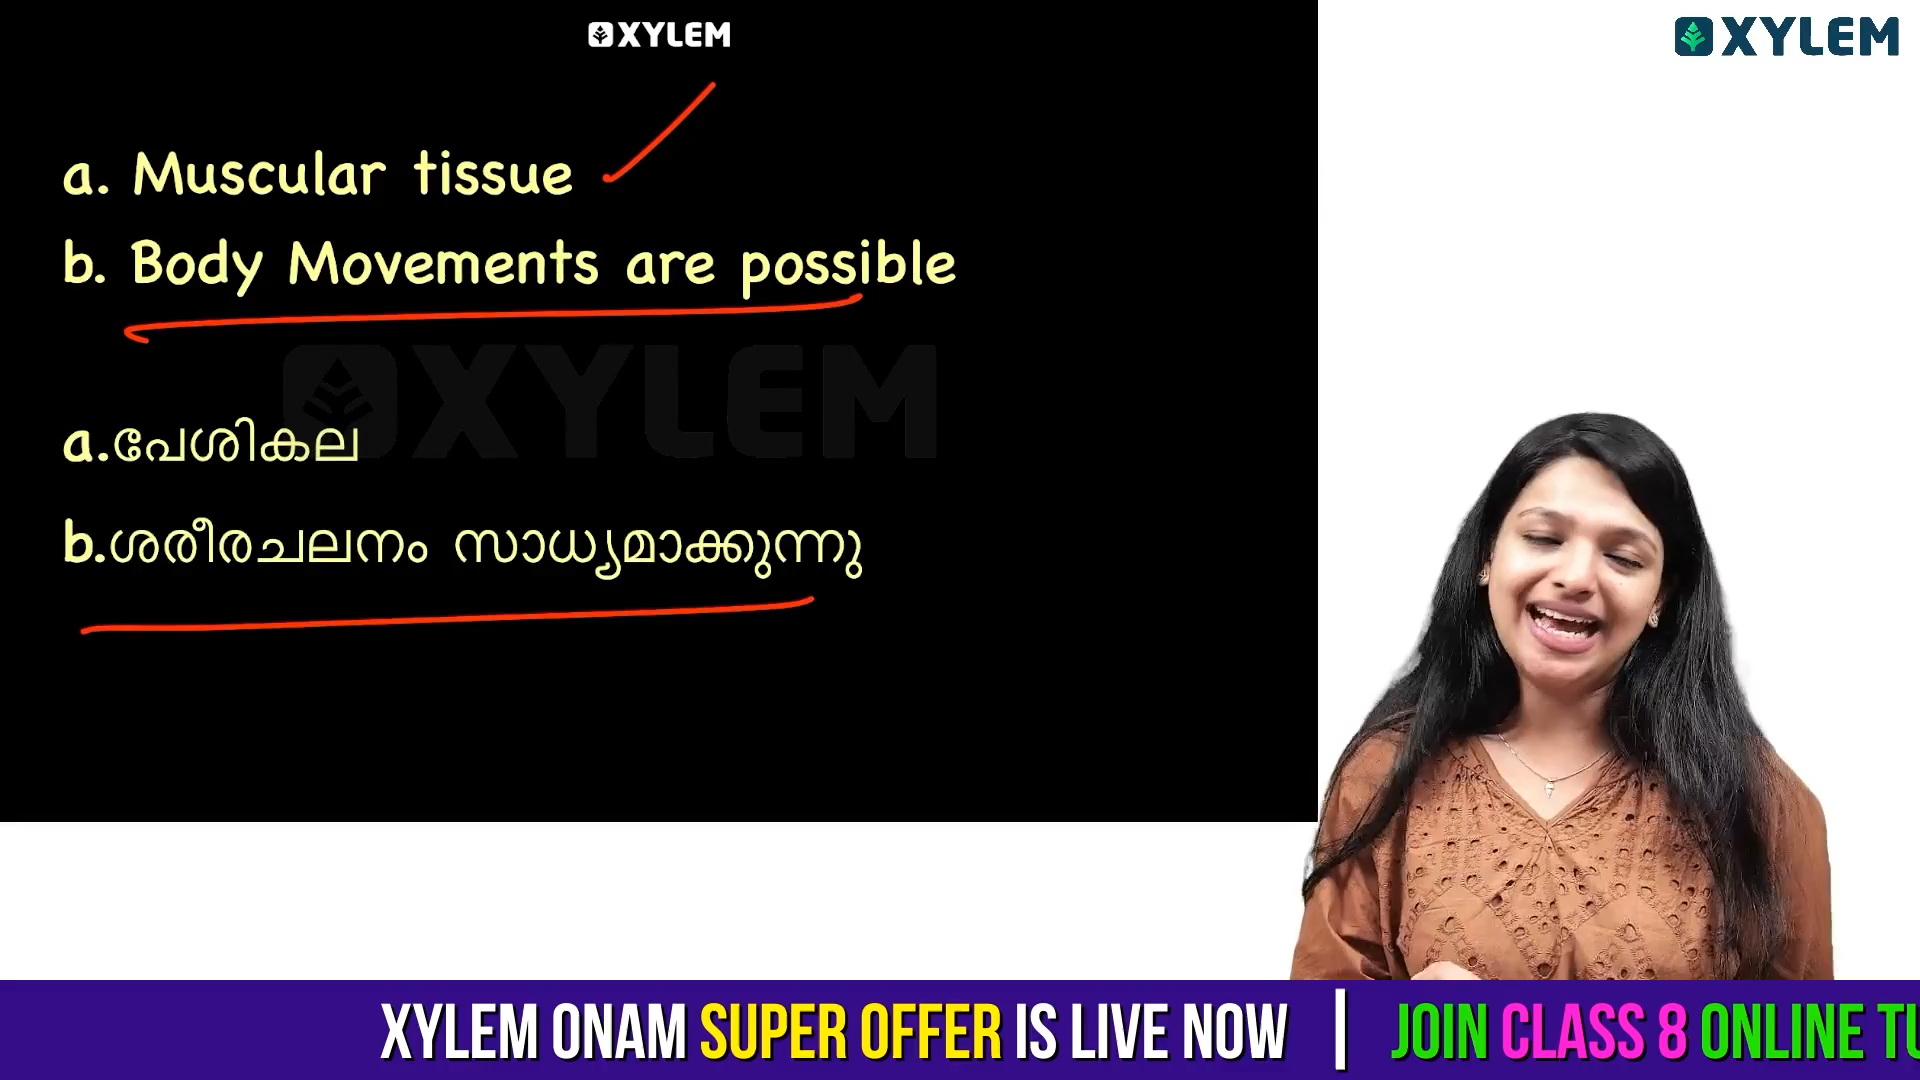 XYLEM
XYLEM
a. Muscular tissue
b. Body Movements are possible
XYLEM
a.പേശികല
b.ശരീരചലനം സാധ്യമാക്കുന്നു
XYLEM ONAM SUPER OFFER IS LIVE NOW | JOIN CLASS 8 ONLINE TU